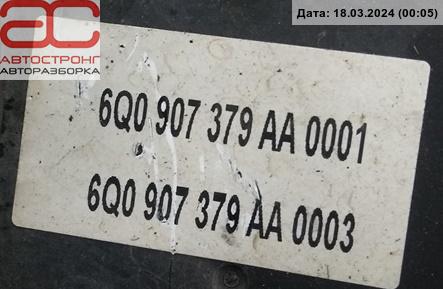 Дата: 18.03.2024 (00:05)
АС
АВТОСТРОНГ
АВТОРАЗБОРКА
6Q0 907 379 AA 0001
6Q0 907 379 AA 0003